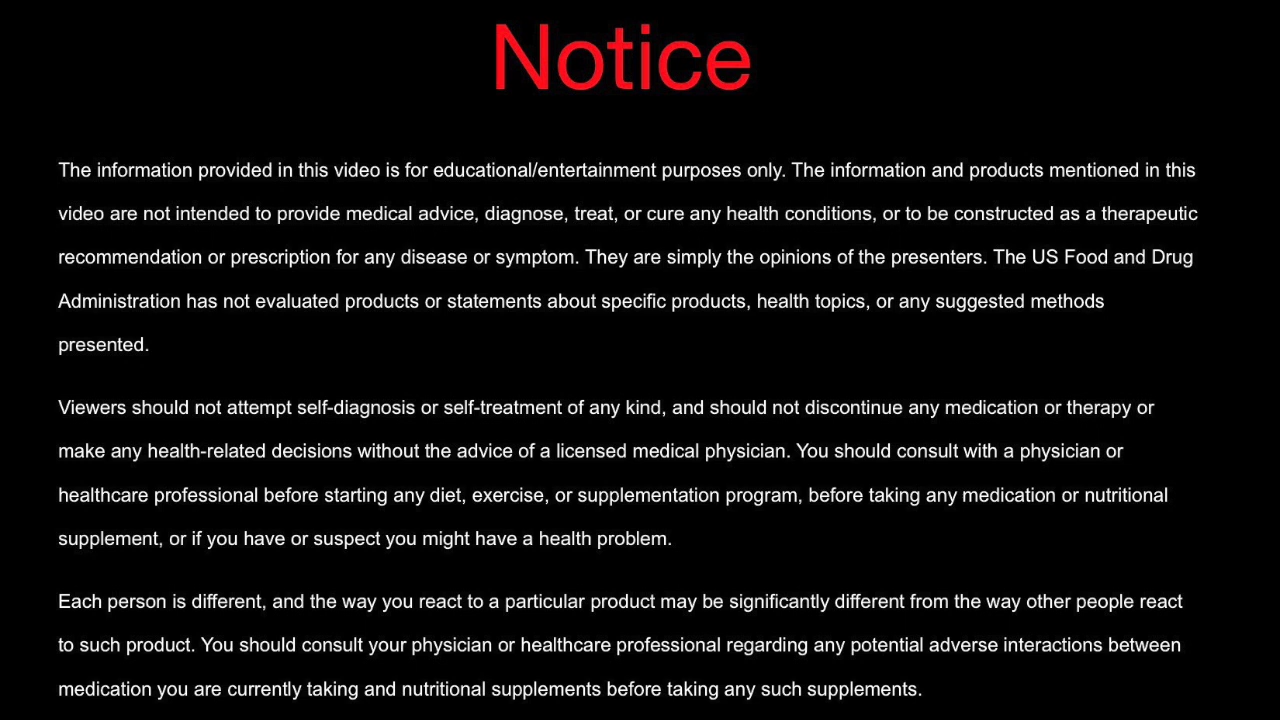 Notice
The information provided in this video is for educational/entertainment purposes only. The information and products mentioned in this
video are not intended to provide medical advice, diagnose, treat, or cure any health conditions, or to be constructed as a therapeutic
recommendation or prescription for any disease or symptom. They are simply the opinions of the presenters. The US Food and Drug
Administration has not evaluated products or statements about specific products, health topics, or any suggested methods
presented.
Viewers should not attempt self-diagnosis or self-treatment of any kind, and should not discontinue any medication or therapy or
make any health-related decisions without the advice of a licensed medical physician. You should consult with a physician or
healthcare professional before starting any diet, exercise, or supplementation program, before taking any medication or nutritional
supplement, or if you have or suspect you might have a health problem.
Each person is different, and the way you react to a particular product may be significantly different from the way other people react
to such product. You should consult your physician or healthcare professional regarding any potential adverse interactions between
medication you are currently taking and nutritional supplements before taking any such supplements.